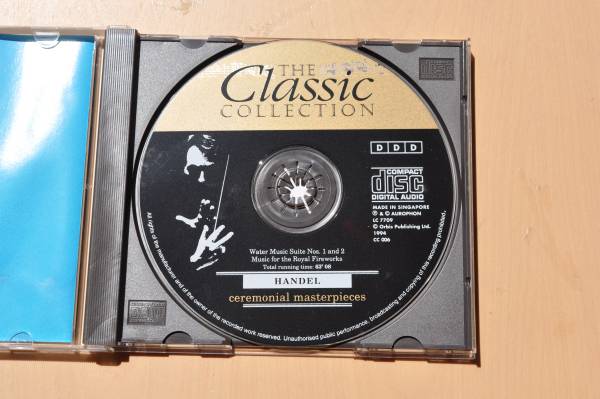 THE
Classic
COLLECTION
DDD
COMPACT
disc
DIGITAL AUDIO
MADE IN SINGAPORE
℗ & © AUROPHON
LC 7709
© Orbis Publishing Ltd.
1994
CC 006
Water Music Suite Nos. 1 and 2
Music for the Royal Fireworks
Total running time: 63' 08
HANDEL
ceremonial masterpieces
All rights of the manufacturer and of the owner of the recorded work reserved. Unauthorised public performance, broadcasting and copying of this recording prohibited.